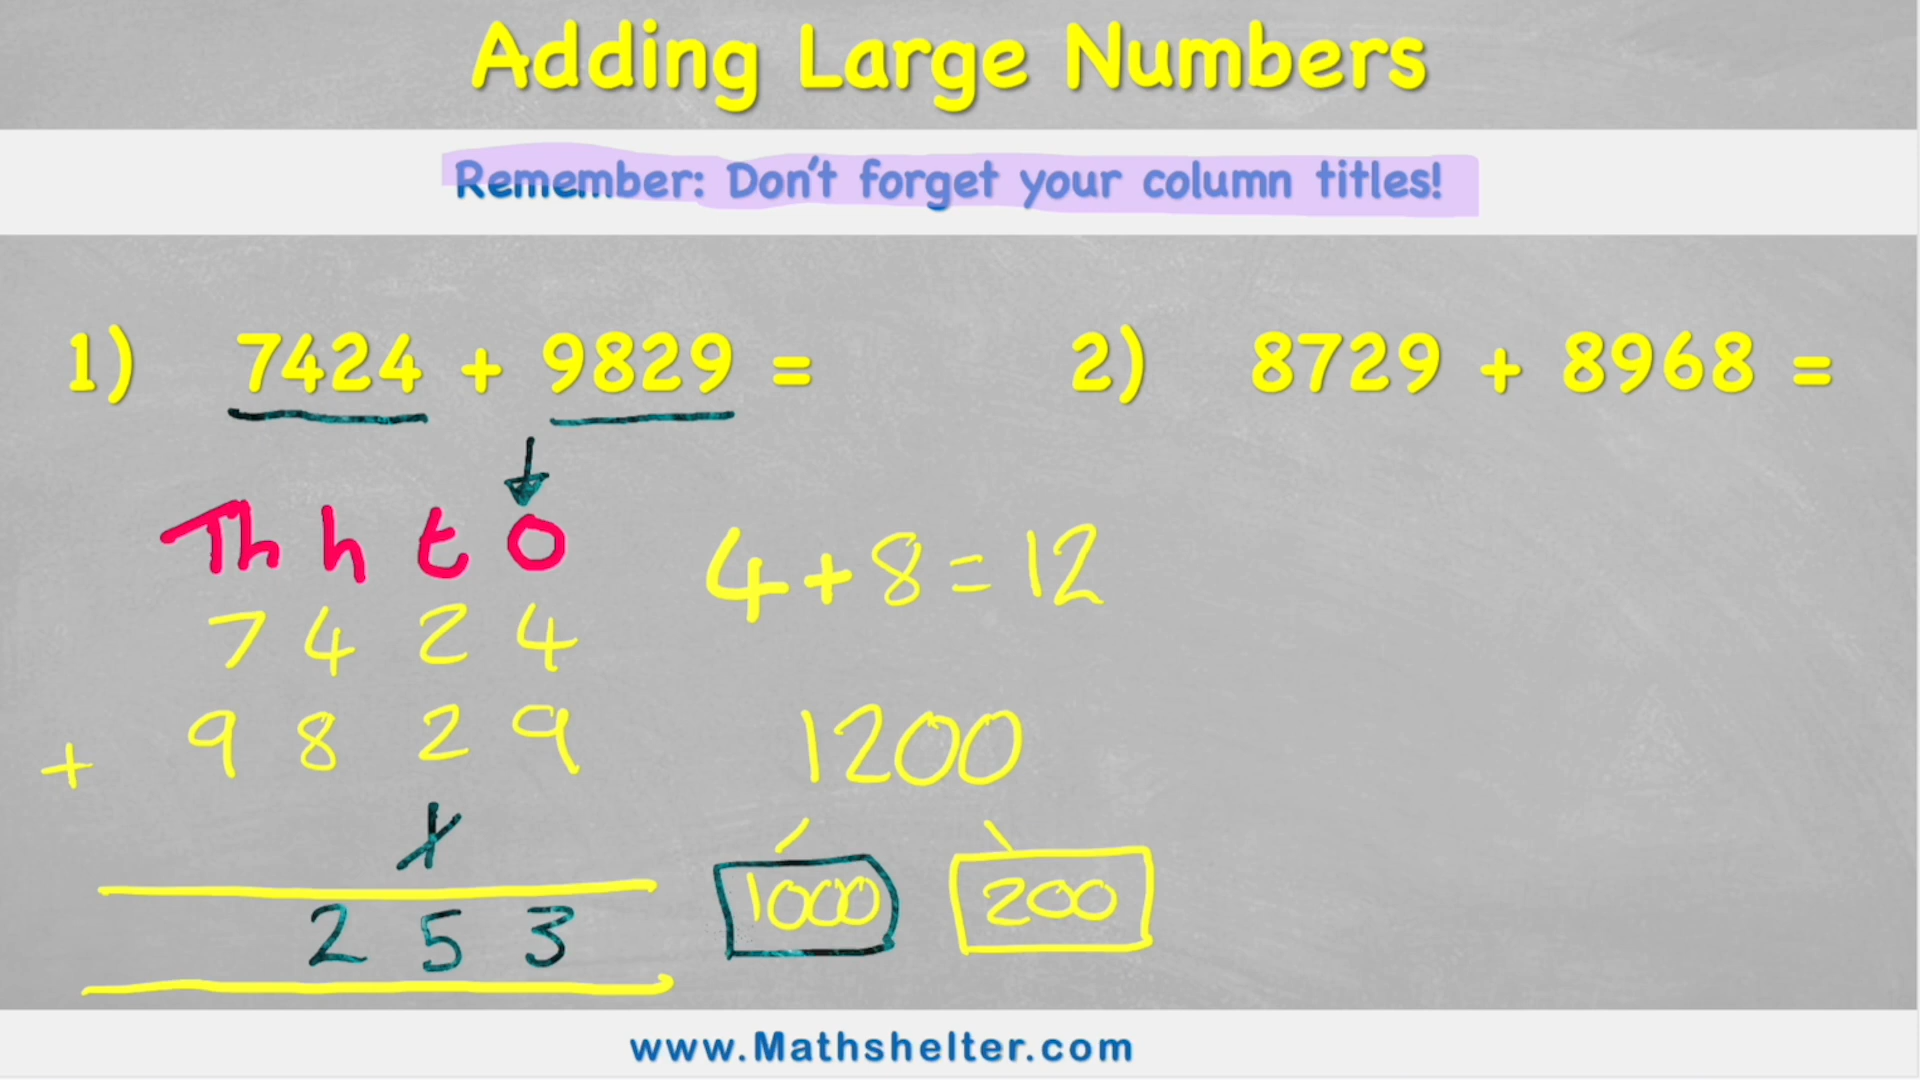 Adding Large Numbers
Remember: Don't forget your column titles!
1) 7424 + 9829 =
2) 8729 + 8968 =
Th h t o
7 4 2 4
+ 9 8 2 9
1
2 5 3
4+8=12
1200
1000 200
www.Mathshelter.com